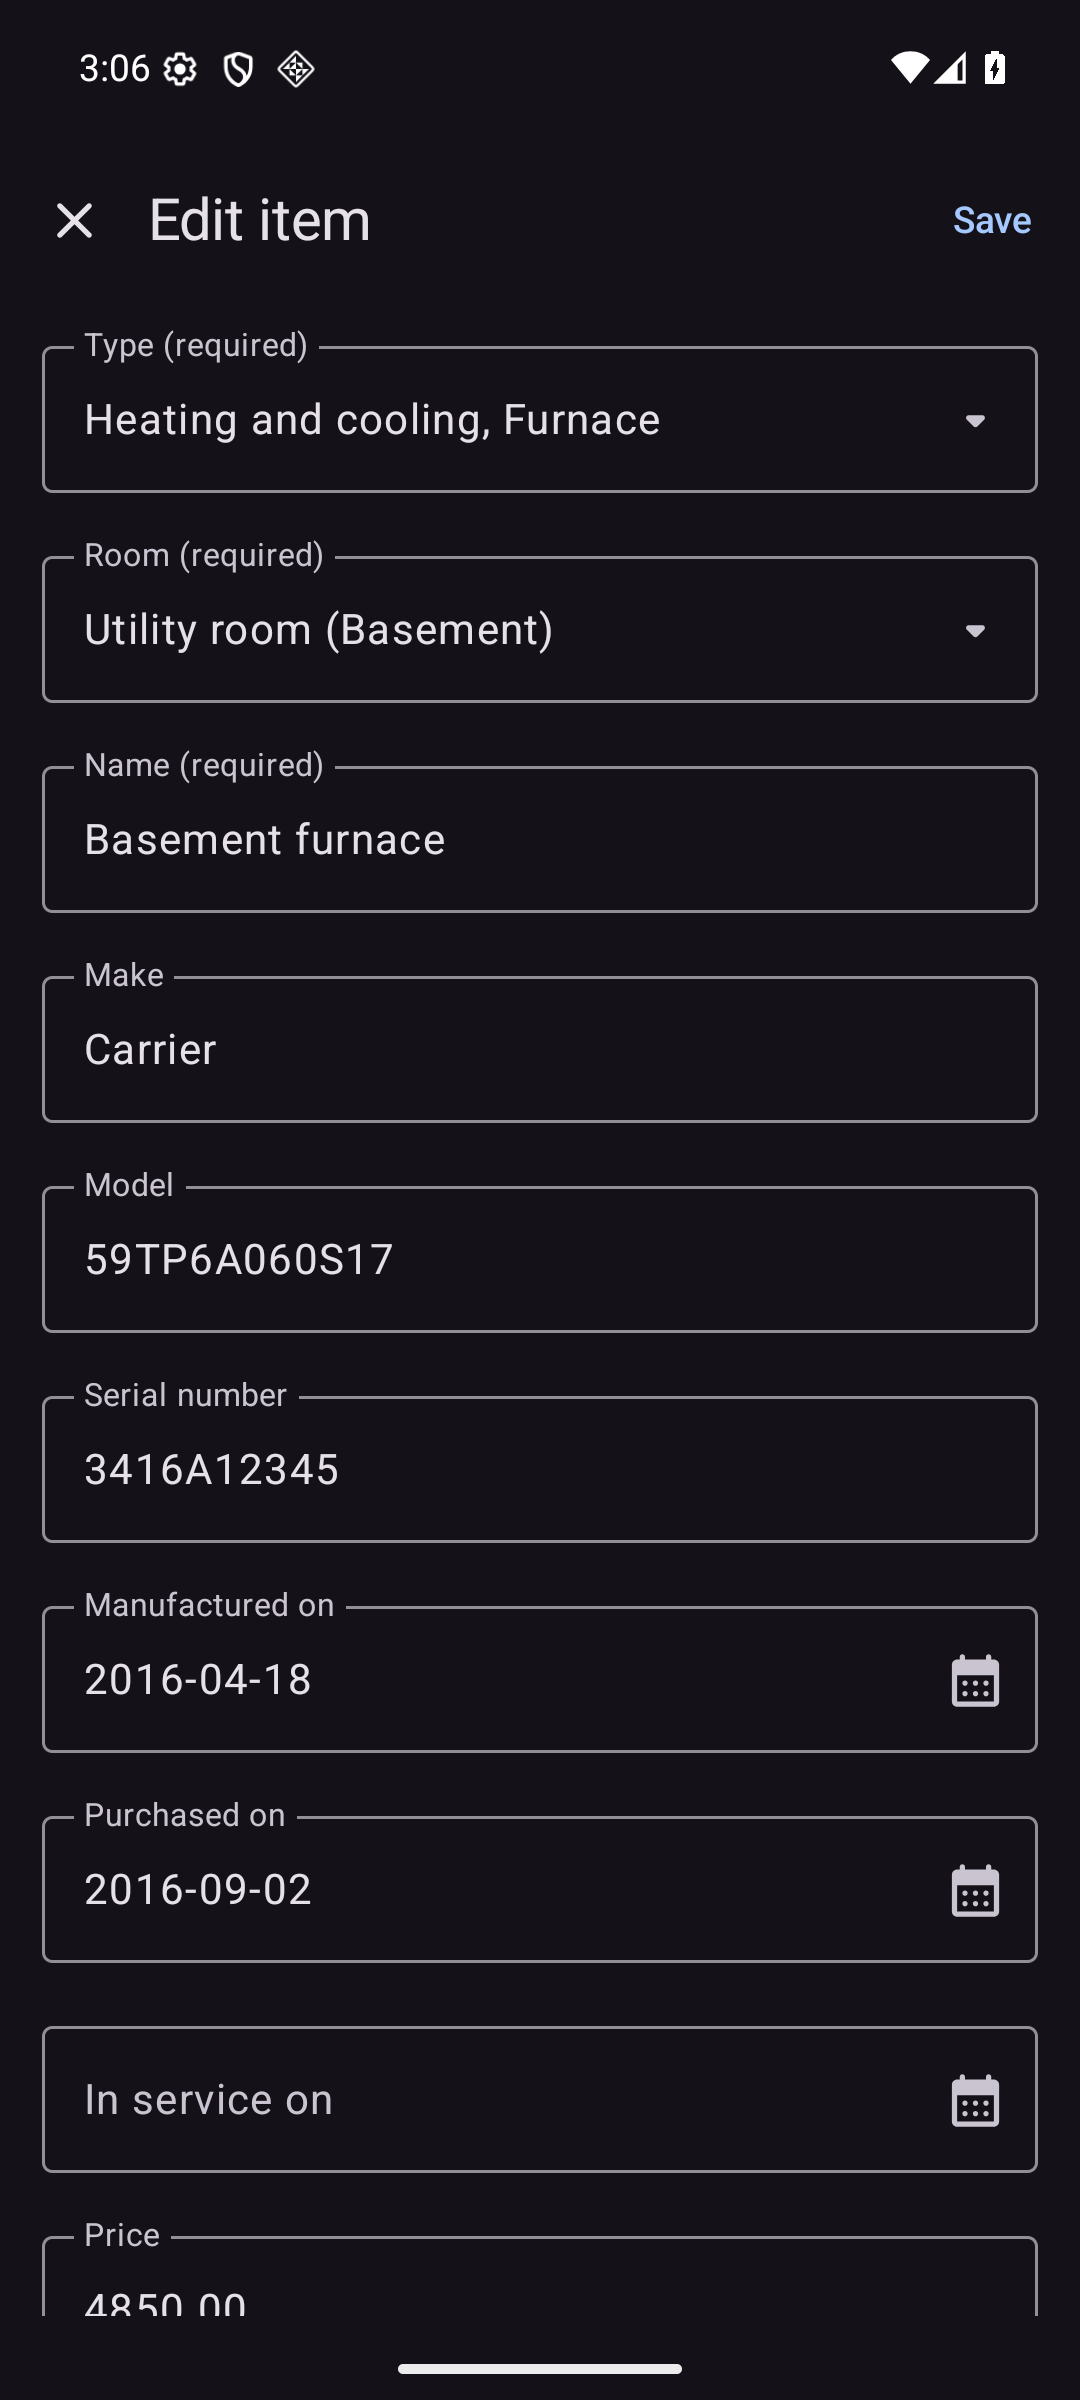 3:06
Edit item
Save
Type (required)
Heating and cooling, Furnace
Room (required)
Utility room (Basement)
Name (required)
Basement furnace
Make
Carrier
Model
59TP6A060S17
Serial number
3416A12345
Manufactured on
2016-04-18
Purchased on
2016-09-02
In service on
Price
4850.00